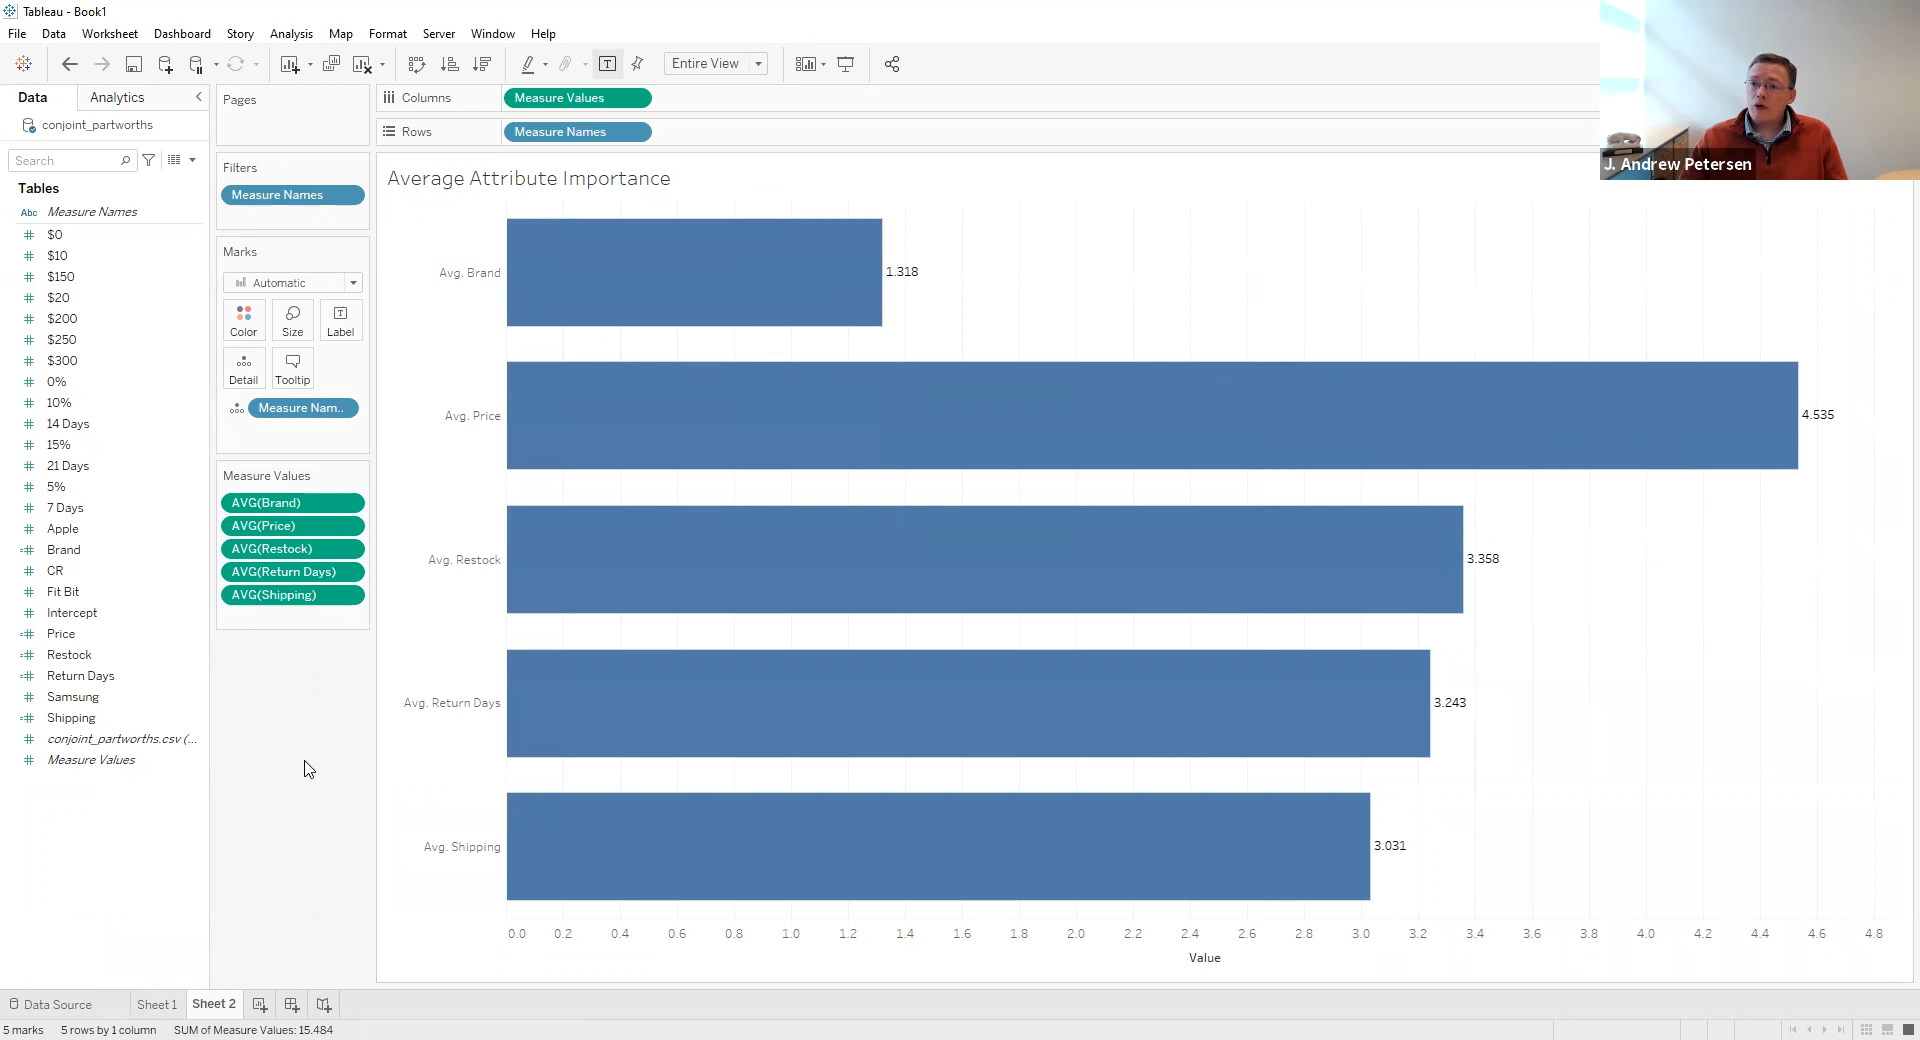 Tableau - Book1
File Data Worksheet Dashboard Story Analysis Map Format Server Window Help
Entire View
Data Analytics
conjoint_partworths
Search
Tables
Abc Measure Names
$0
$10
$150
$20
$200
$250
$300
0%
10%
14 Days
15%
21 Days
5%
7 Days
Apple
Brand
CR
Fit Bit
Intercept
Price
Restock
Return Days
Samsung
Shipping
conjoint_partworths.csv (...
Measure Values
Pages
Filters
Measure Names
Marks
Automatic
Color Size Label
Detail Tooltip
Measure Nam..
Measure Values
AVG(Brand)
AVG(Price)
AVG(Restock)
AVG(Return Days)
AVG(Shipping)
Columns Measure Values
Rows Measure Names
J. Andrew Petersen
Average Attribute Importance
Avg. Brand 1.318
Avg. Price 4.535
Avg. Restock 3.358
Avg. Return Days 3.243
Avg. Shipping 3.031
0.0 0.2 0.4 0.6 0.8 1.0 1.2 1.4 1.6 1.8 2.0 2.2 2.4 2.6 2.8 3.0 3.2 3.4 3.6 3.8 4.0 4.2 4.4 4.6 4.8
Value
Data Source Sheet 1 Sheet 2
5 marks 5 rows by 1 column SUM of Measure Values: 15.484